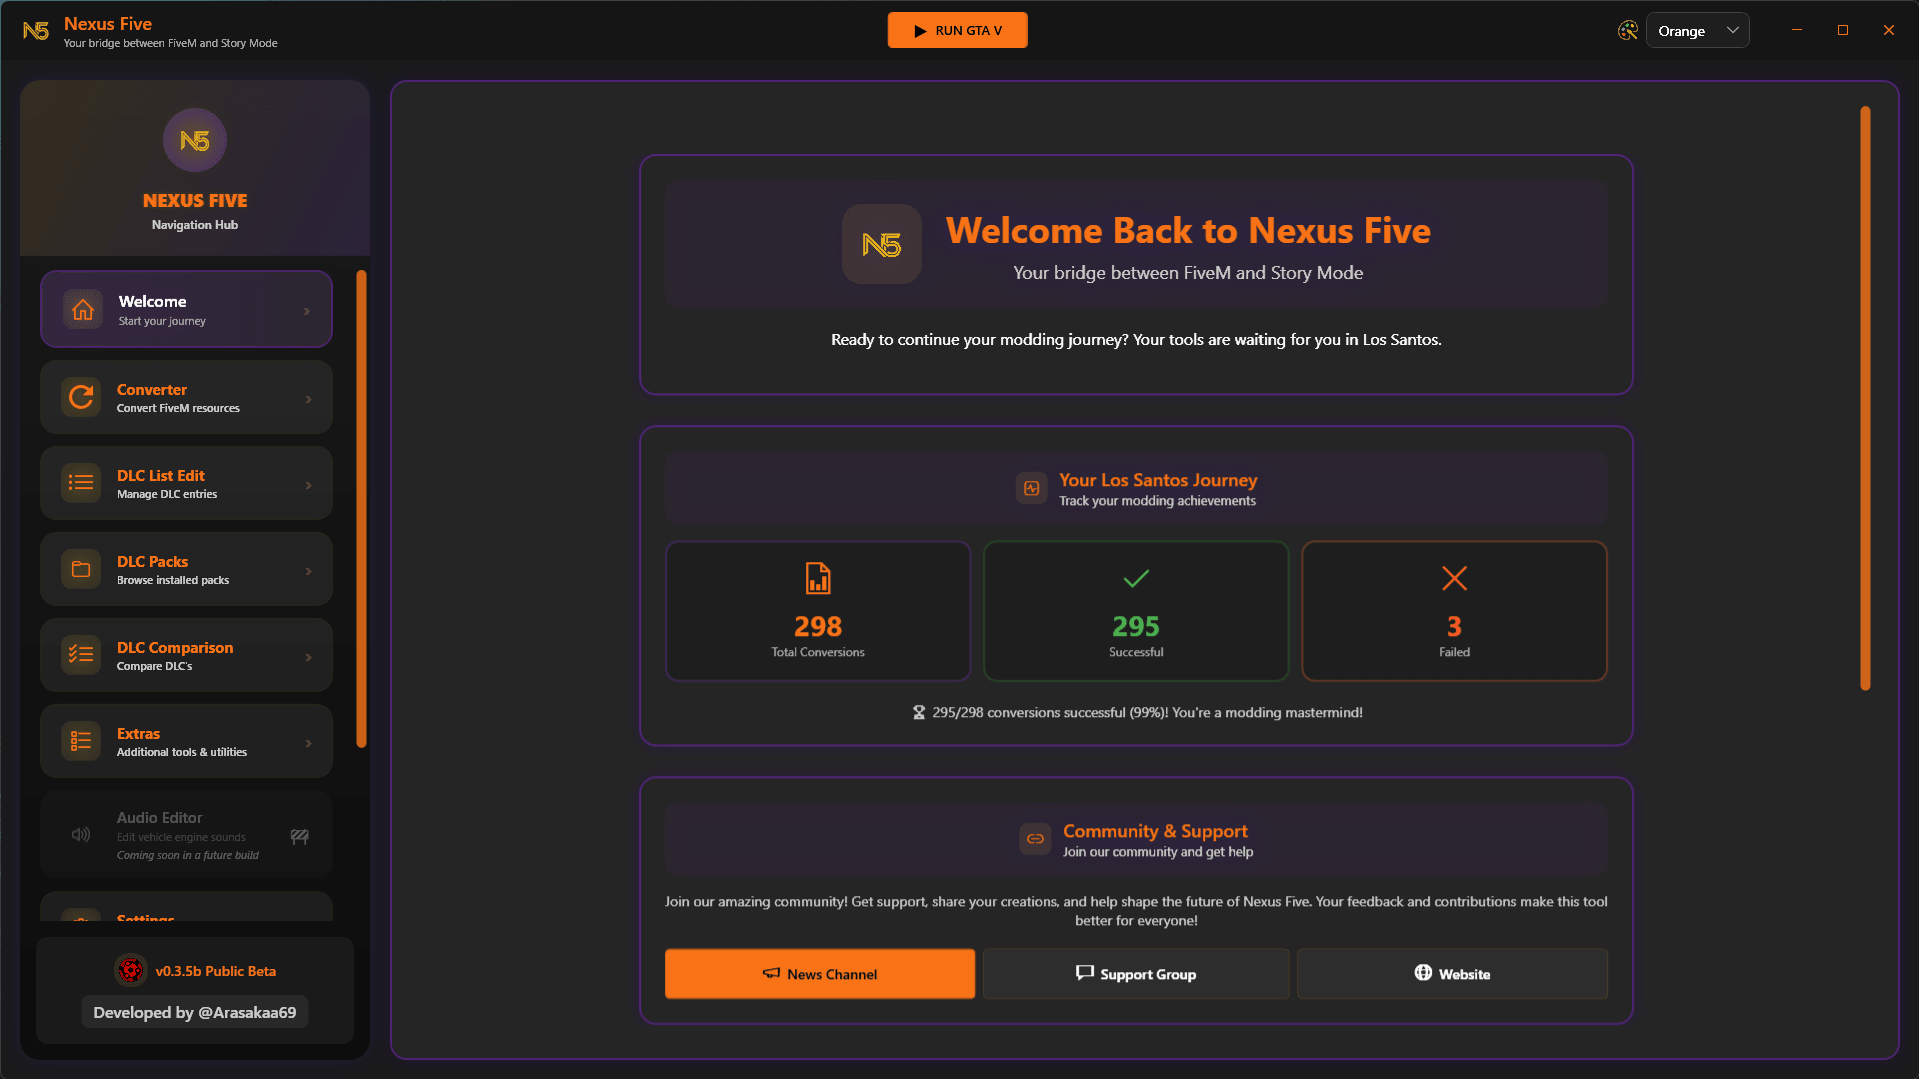 Nexus Five
Your bridge between FiveM and Story Mode
RUN GTA V
Orange
N5
NEXUS FIVE
Navigation Hub
Welcome
Start your journey
Converter
Convert FiveM resources
DLC List Edit
Manage DLC entries
DLC Packs
Browse installed packs
DLC Comparison
Compare DLC's
Extras
Additional tools & utilities
Audio Editor
Edit vehicle engine sounds
Coming soon in a future build
Settings
v0.3.5b Public Beta
Developed by @Arasakaa69
N5
Welcome Back to Nexus Five
Your bridge between FiveM and Story Mode
Ready to continue your modding journey? Your tools are waiting for you in Los Santos.
Your Los Santos Journey
Track your modding achievements
298
Total Conversions
295
Successful
3
Failed
295/298 conversions successful (99%)! You're a modding mastermind!
Community & Support
Join our community and get help
Join our amazing community! Get support, share your creations, and help shape the future of Nexus Five. Your feedback and contributions make this tool
better for everyone!
News Channel
Support Group
Website